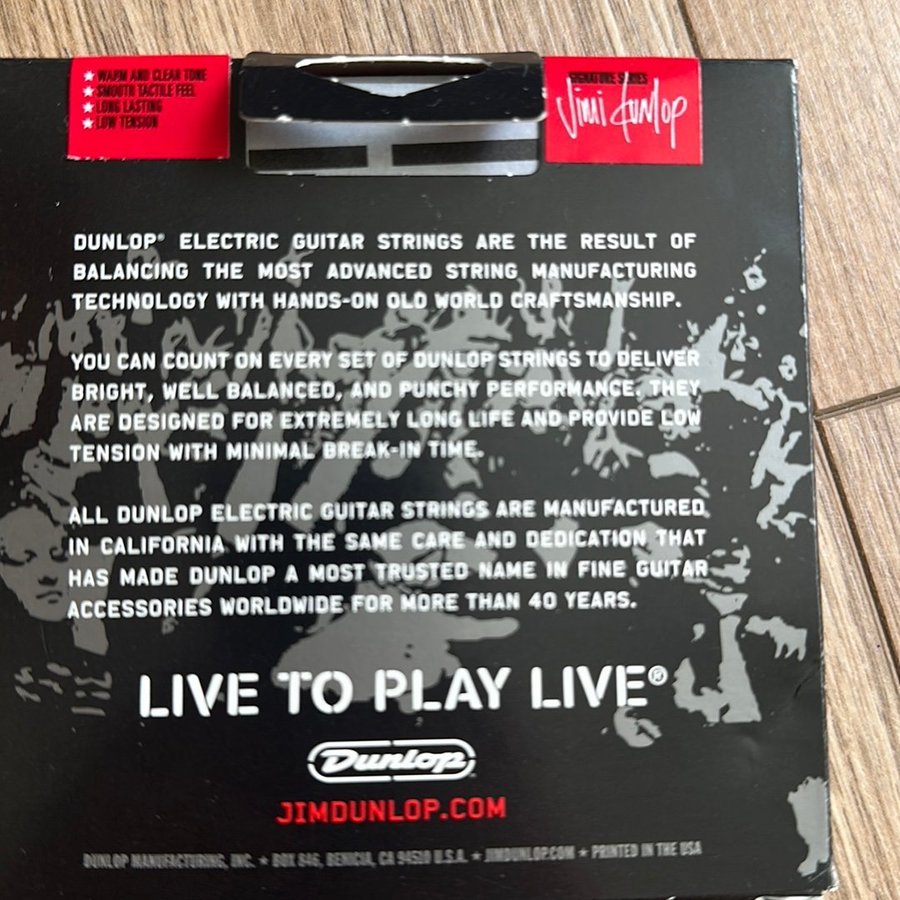 ★ WARM AND CLEAR TONE
★ SMOOTH TACTILE FEEL
★ LONG LASTING
★ LOW TENSION
SIGNATURE SERIES
Jimi Dunlop
DUNLOP® ELECTRIC GUITAR STRINGS ARE THE RESULT OF
BALANCING THE MOST ADVANCED STRING MANUFACTURING
TECHNOLOGY WITH HANDS-ON OLD WORLD CRAFTSMANSHIP.
YOU CAN COUNT ON EVERY SET OF DUNLOP STRINGS TO DELIVER
BRIGHT, WELL BALANCED, AND PUNCHY PERFORMANCE. THEY
ARE DESIGNED FOR EXTREMELY LONG LIFE AND PROVIDE LOW
TENSION WITH MINIMAL BREAK-IN TIME.
ALL DUNLOP ELECTRIC GUITAR STRINGS ARE MANUFACTURED
IN CALIFORNIA WITH THE SAME CARE AND DEDICATION THAT
HAS MADE DUNLOP A MOST TRUSTED NAME IN FINE GUITAR
ACCESSORIES WORLDWIDE FOR MORE THAN 40 YEARS.
LIVE TO PLAY LIVE®
Dunlop
JIMDUNLOP.COM
DUNLOP MANUFACTURING, INC. ★ BOX 846, BENICIA, CA 94510 U.S.A. ★ JIMDUNLOP.COM ★ PRINTED IN THE USA